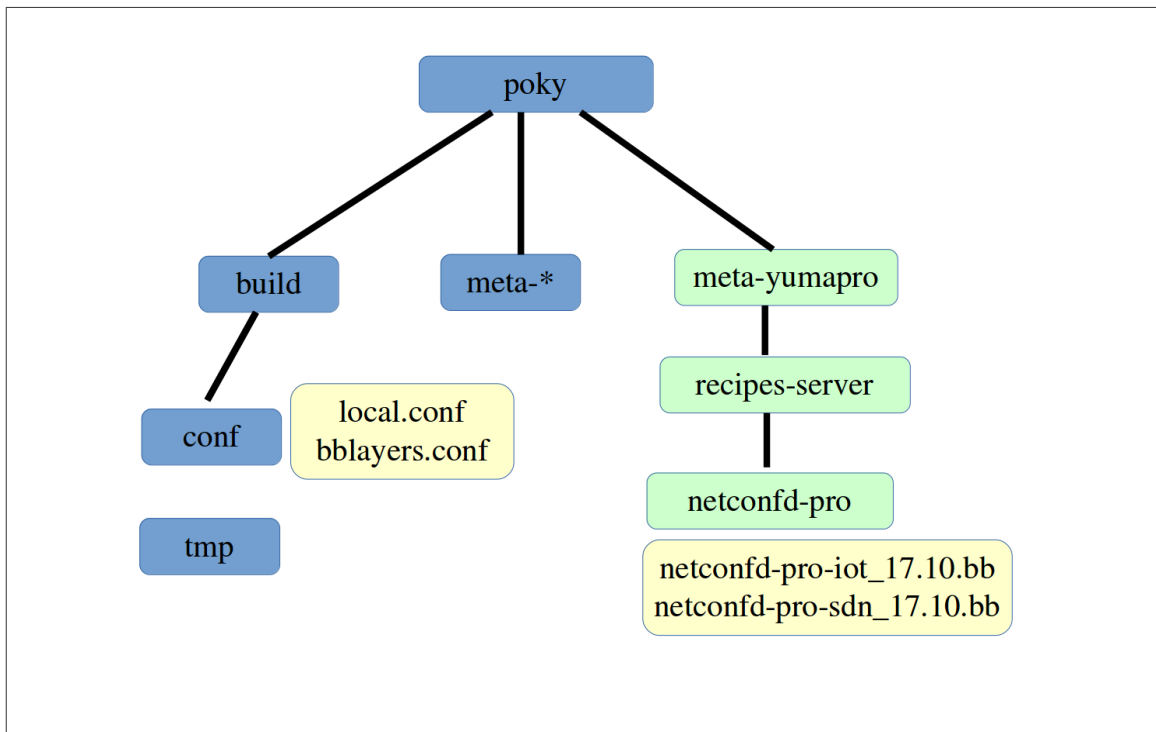 poky
build
meta-*
meta-yumapro
recipes-server
conf
local.conf
bblayers.conf
netconfd-pro
tmp
netconfd-pro-iot_17.10.bb
netconfd-pro-sdn_17.10.bb